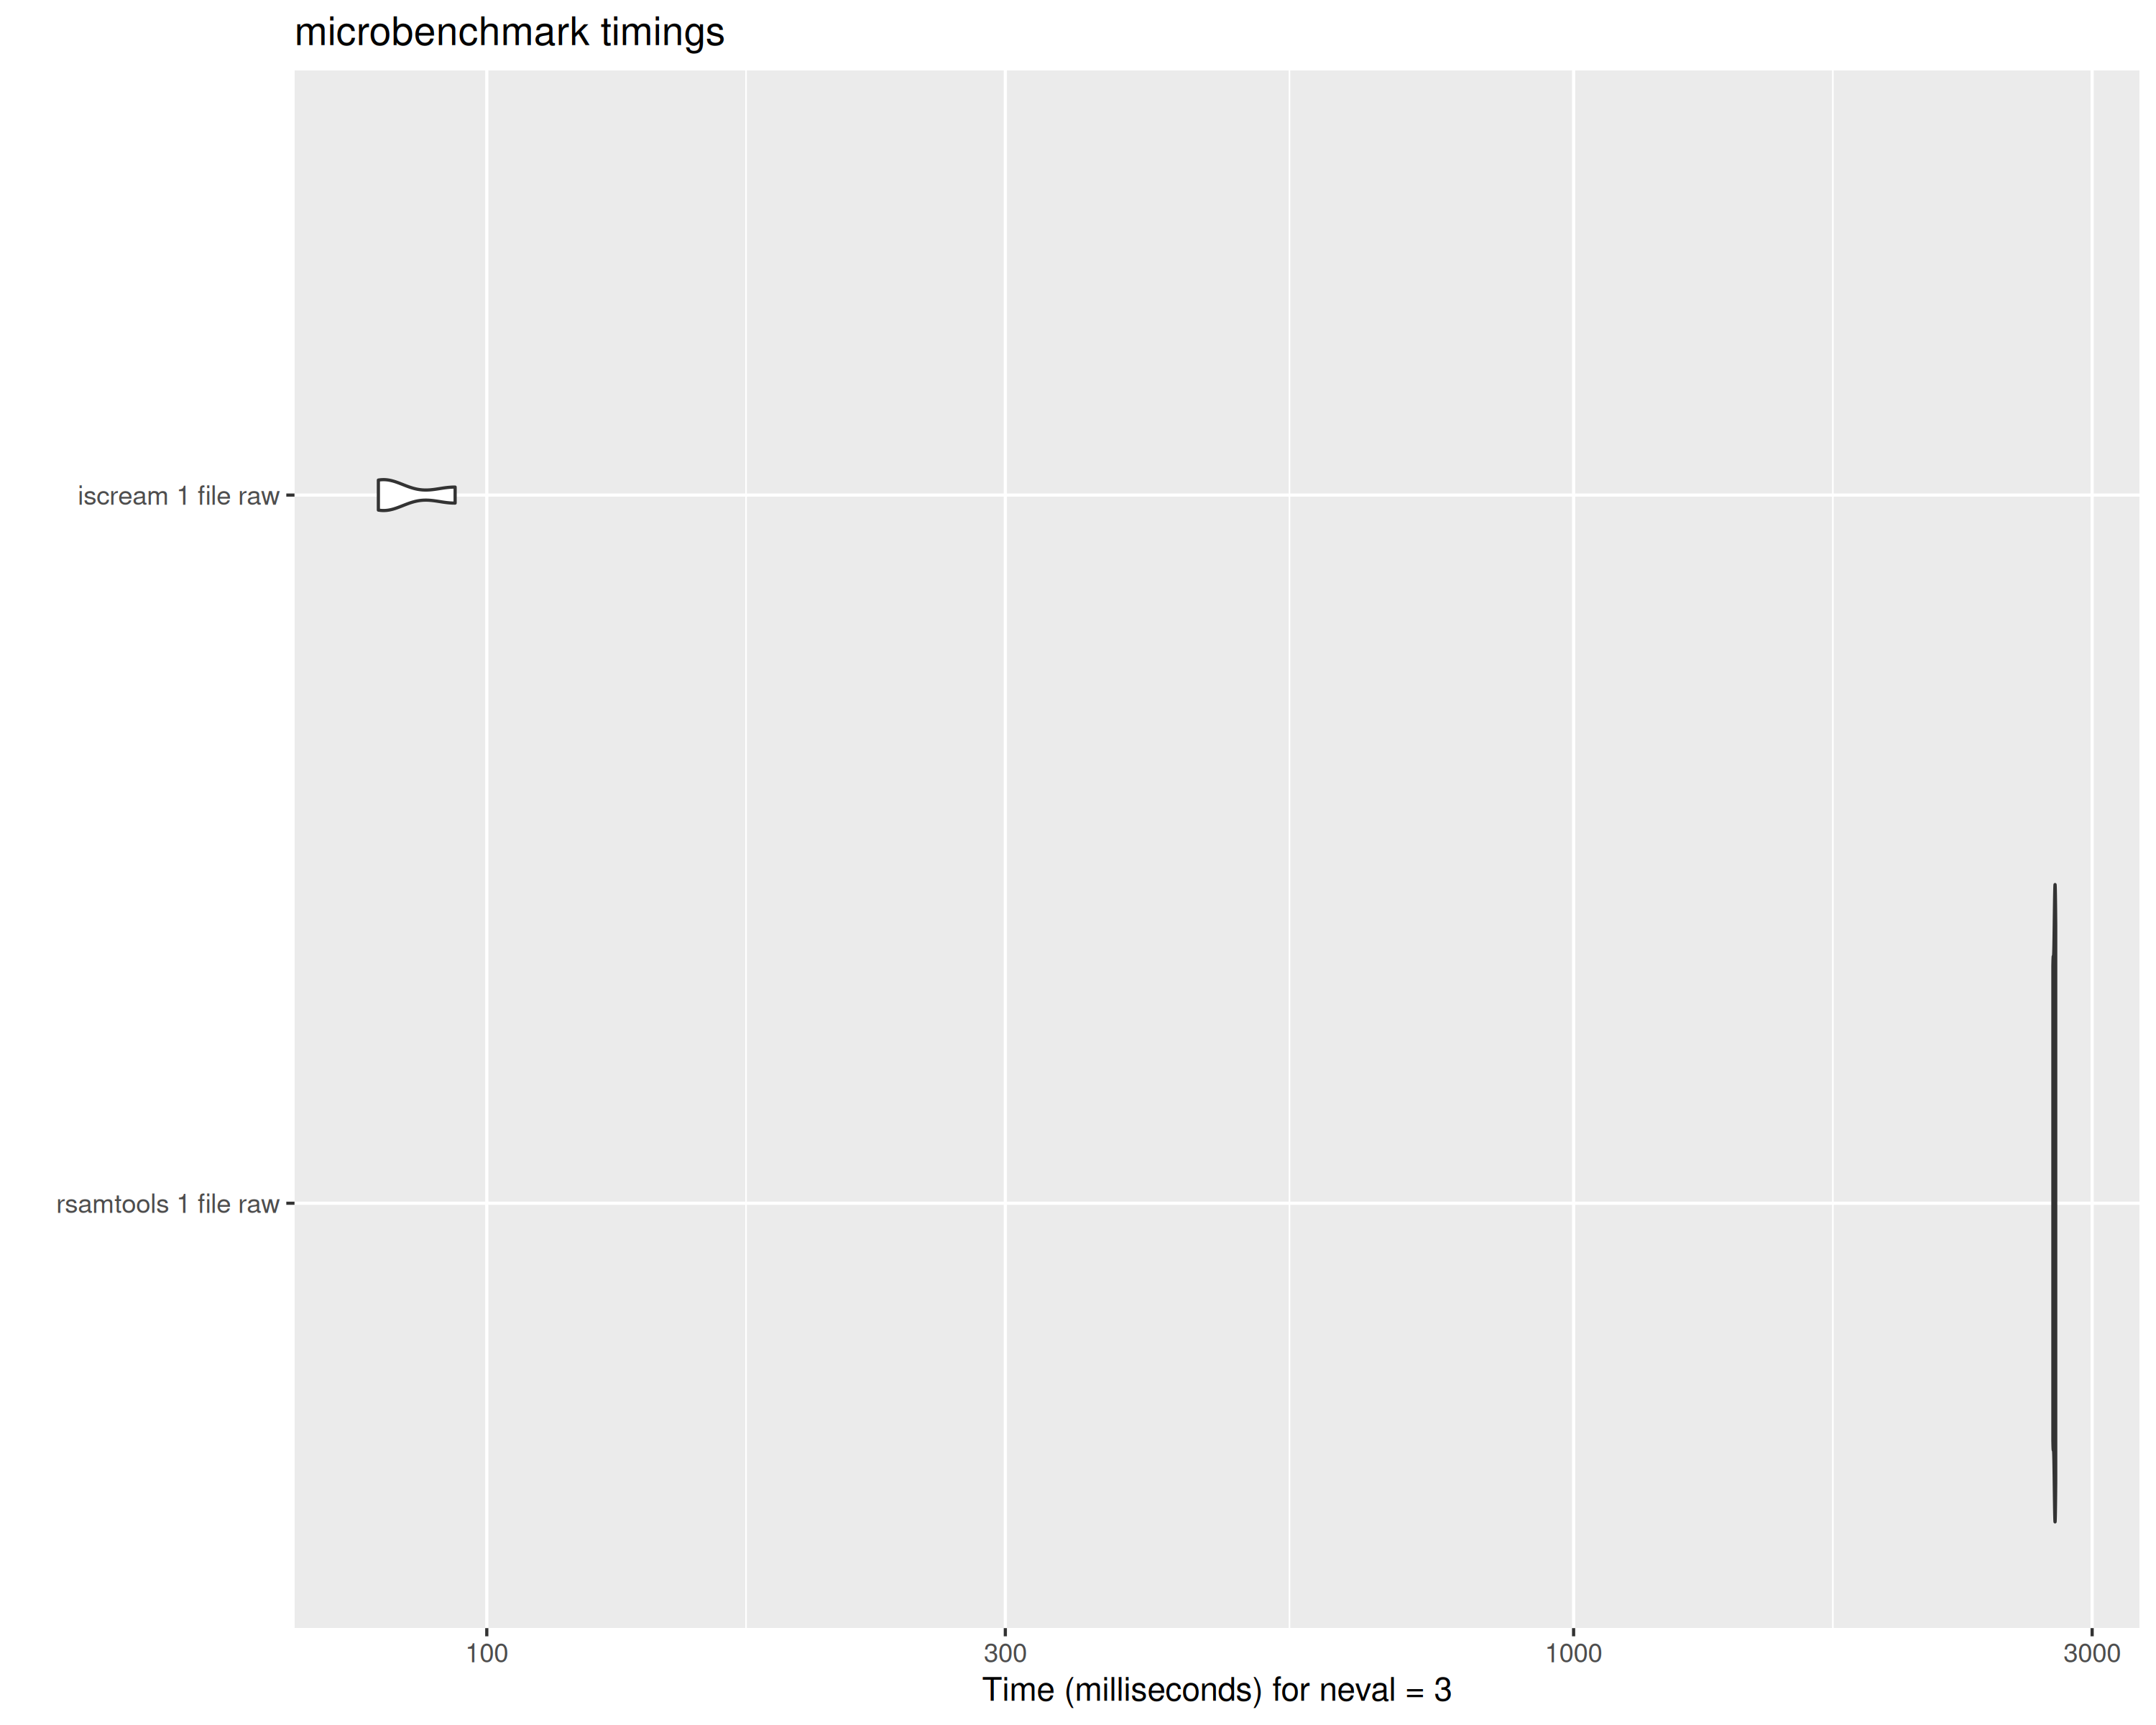 microbenchmark timings
iscream 1 file raw
rsamtools 1 file raw
100 300 1000 3000
Time (milliseconds) for neval = 3